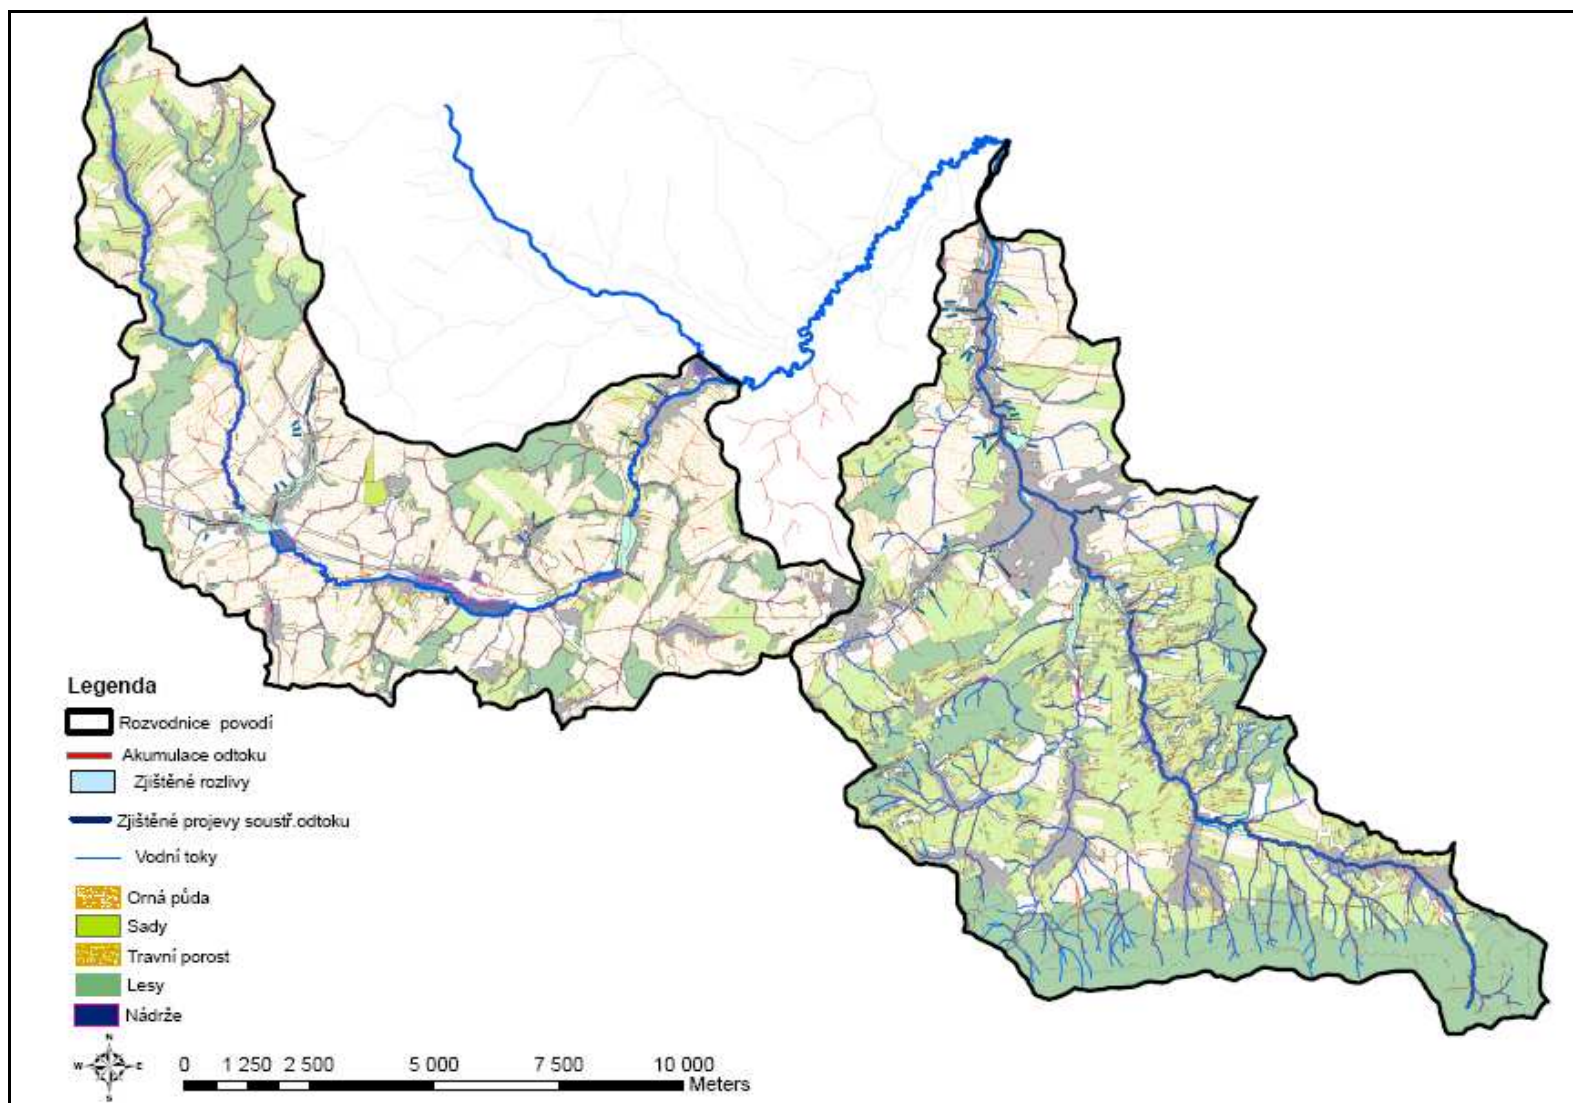 Legenda
Rozvodnice povodí
Akumulace odtoku
Zjištěné rozlivy
Zjištěné projevy soustř.odtoku
Vodní toky
Orná půda
Sady
Travní porost
Lesy
Nádrže
N
W E
S
0 1 250 2 500 5 000 7 500 10 000
Meters